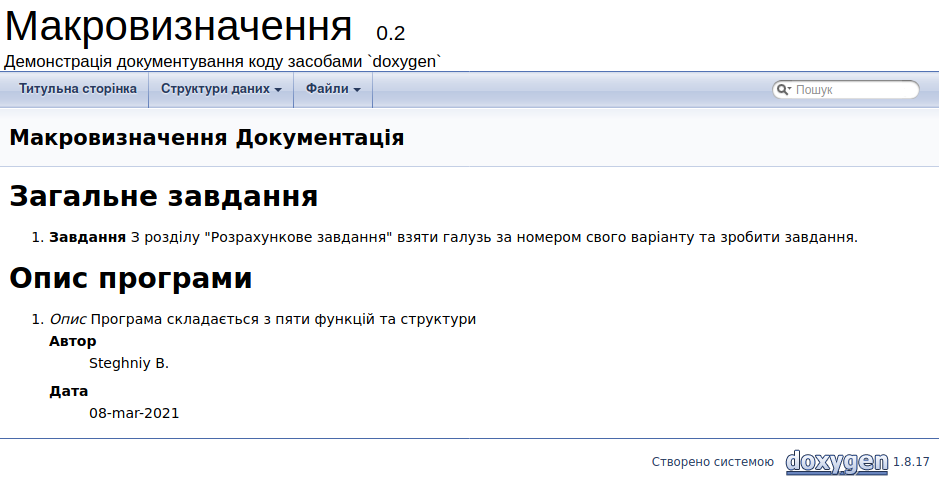 Макровизначення 0.2
Демонстрація документування коду засобами `doxygen`
Титульна сторінка Структури даних Файли Пошук
Макровизначення Документація
Загальне завдання
1. Завдання З розділу "Розрахункове завдання" взяти галузь за номером свого варіанту та зробити завдання.
Опис програми
1. Опис Програма складається з пяти функцій та структури
Автор
Steghniy B.
Дата
08-mar-2021
Створено системою doxygen 1.8.17